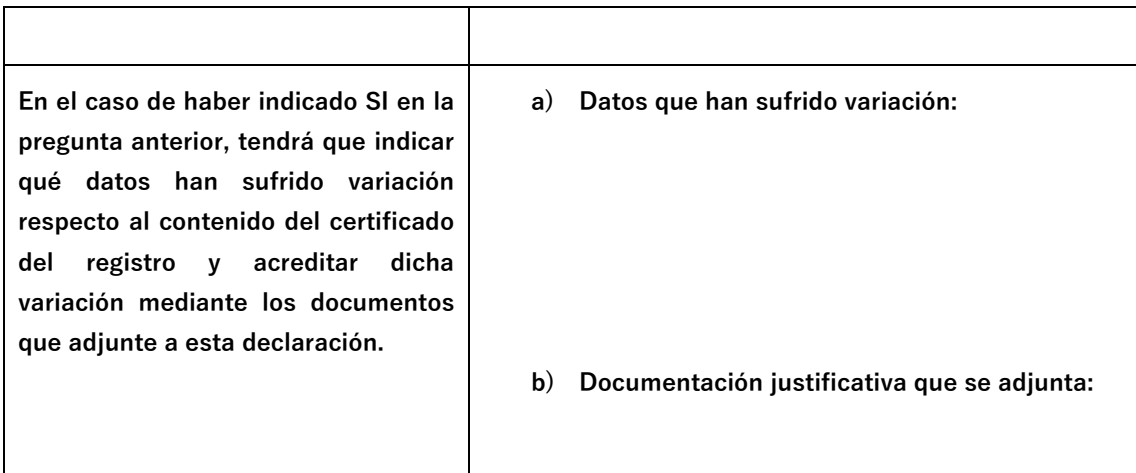 En el caso de haber indicado SI en la
pregunta anterior, tendrá que indicar
qué datos han sufrido variación
respecto al contenido del certificado
del registro y acreditar dicha
variación mediante los documentos
que adjunte a esta declaración.
a) Datos que han sufrido variación:
b) Documentación justificativa que se adjunta: